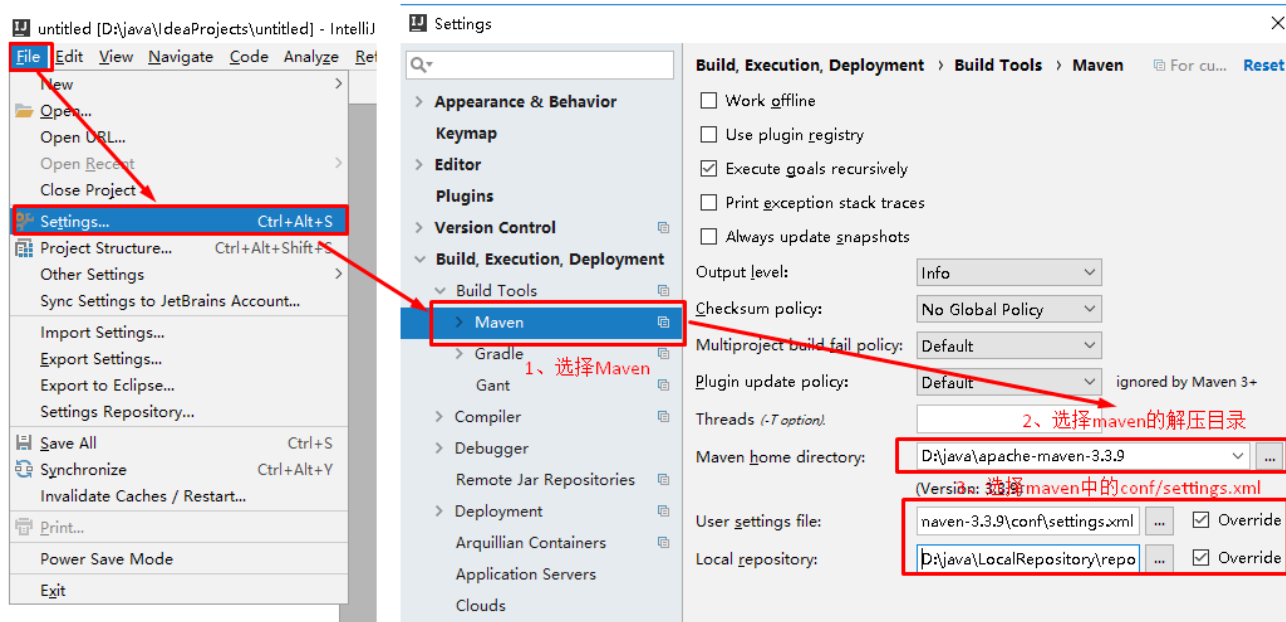 untitled [D:\java\IdeaProjects\untitled] - IntelliJ
File Edit View Navigate Code Analyze Ref
New
Open...
Open URL...
Open Recent
Close Project
Settings... Ctrl+Alt+S
Project Structure... Ctrl+Alt+Shift+S
Other Settings
Sync Settings to JetBrains Account...
Import Settings...
Export Settings...
Export to Eclipse...
Settings Repository...
Save All Ctrl+S
Synchronize Ctrl+Alt+Y
Invalidate Caches / Restart...
Print...
Power Save Mode
Exit
Settings
Appearance & Behavior
Keymap
Editor
Plugins
Version Control
Build, Execution, Deployment
Build Tools
Maven
Gradle
1、选择Maven
Gant
Compiler
Debugger
Remote Jar Repositories
Deployment
Arquillian Containers
Application Servers
Clouds
Build, Execution, Deployment › Build Tools › Maven For cu... Reset
Work offline
Use plugin registry
Execute goals recursively
Print exception stack traces
Always update snapshots
Output level: Info
Checksum policy: No Global Policy
Multiproject build fail policy: Default
Plugin update policy: Default ignored by Maven 3+
Threads (-T option).
2、选择maven的解压目录
Maven home directory: D:\java\apache-maven-3.3.9 ...
(Version: 3.3.9)
3、选择maven中的conf/settings.xml
User settings file: naven-3.3.9\conf\settings.xml ... Override
Local repository: D:\java\LocalRepository\repo ... Override